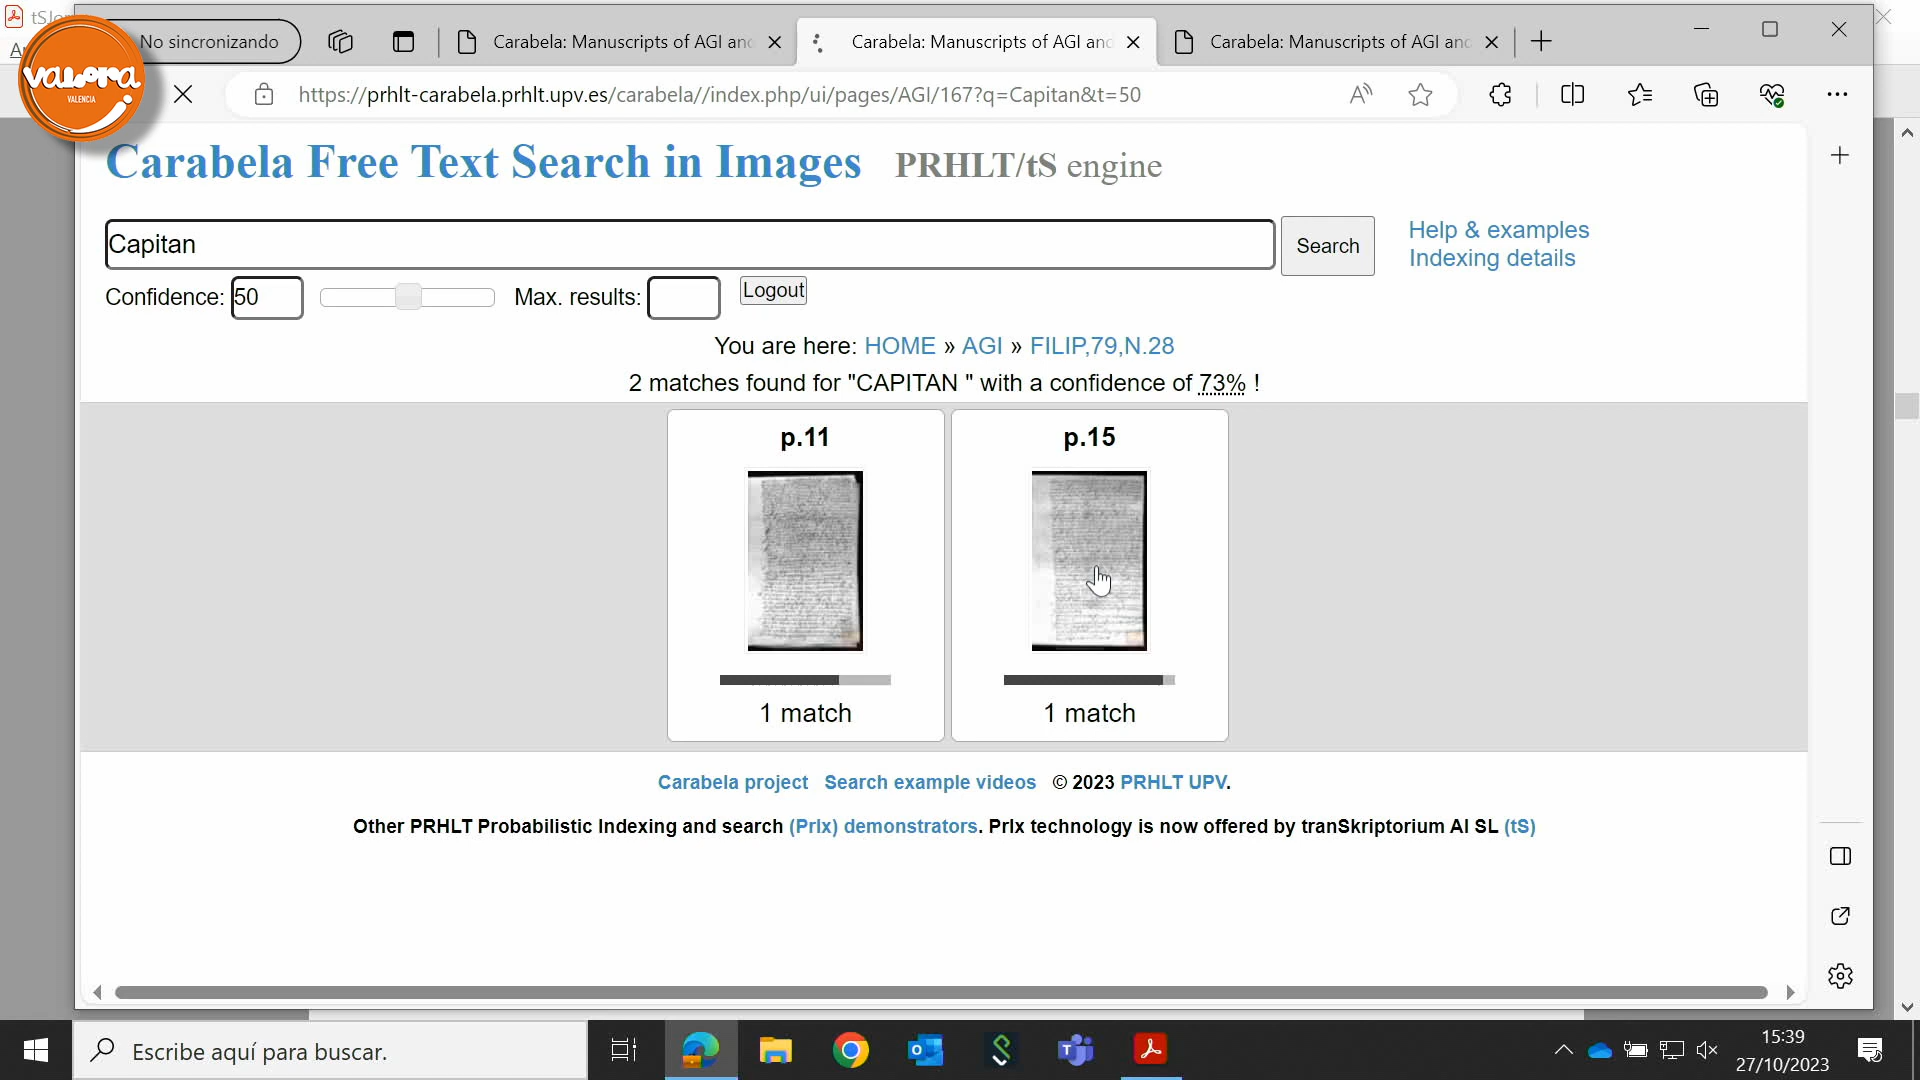 tSJor
No sincronizando
Carabela: Manuscripts of AGI and
Carabela: Manuscripts of AGI and
Carabela: Manuscripts of AGI and
valora
VALENCIA
https://prhlt-carabela.prhlt.upv.es/carabela//index.php/ui/pages/AGI/167?q=Capitan&t=50
Carabela Free Text Search in Images PRHLT/tS engine
Capitan
Search
Help & examples
Indexing details
Confidence: 50
Max. results:
Logout
You are here: HOME » AGI » FILIP,79,N.28
2 matches found for "CAPITAN " with a confidence of 73% !
p.11
p.15
1 match
1 match
Carabela project Search example videos © 2023 PRHLT UPV.
Other PRHLT Probabilistic Indexing and search (PrIx) demonstrators. PrIx technology is now offered by tranSkriptorium AI SL (tS)
Escribe aquí para buscar.
15:39
27/10/2023